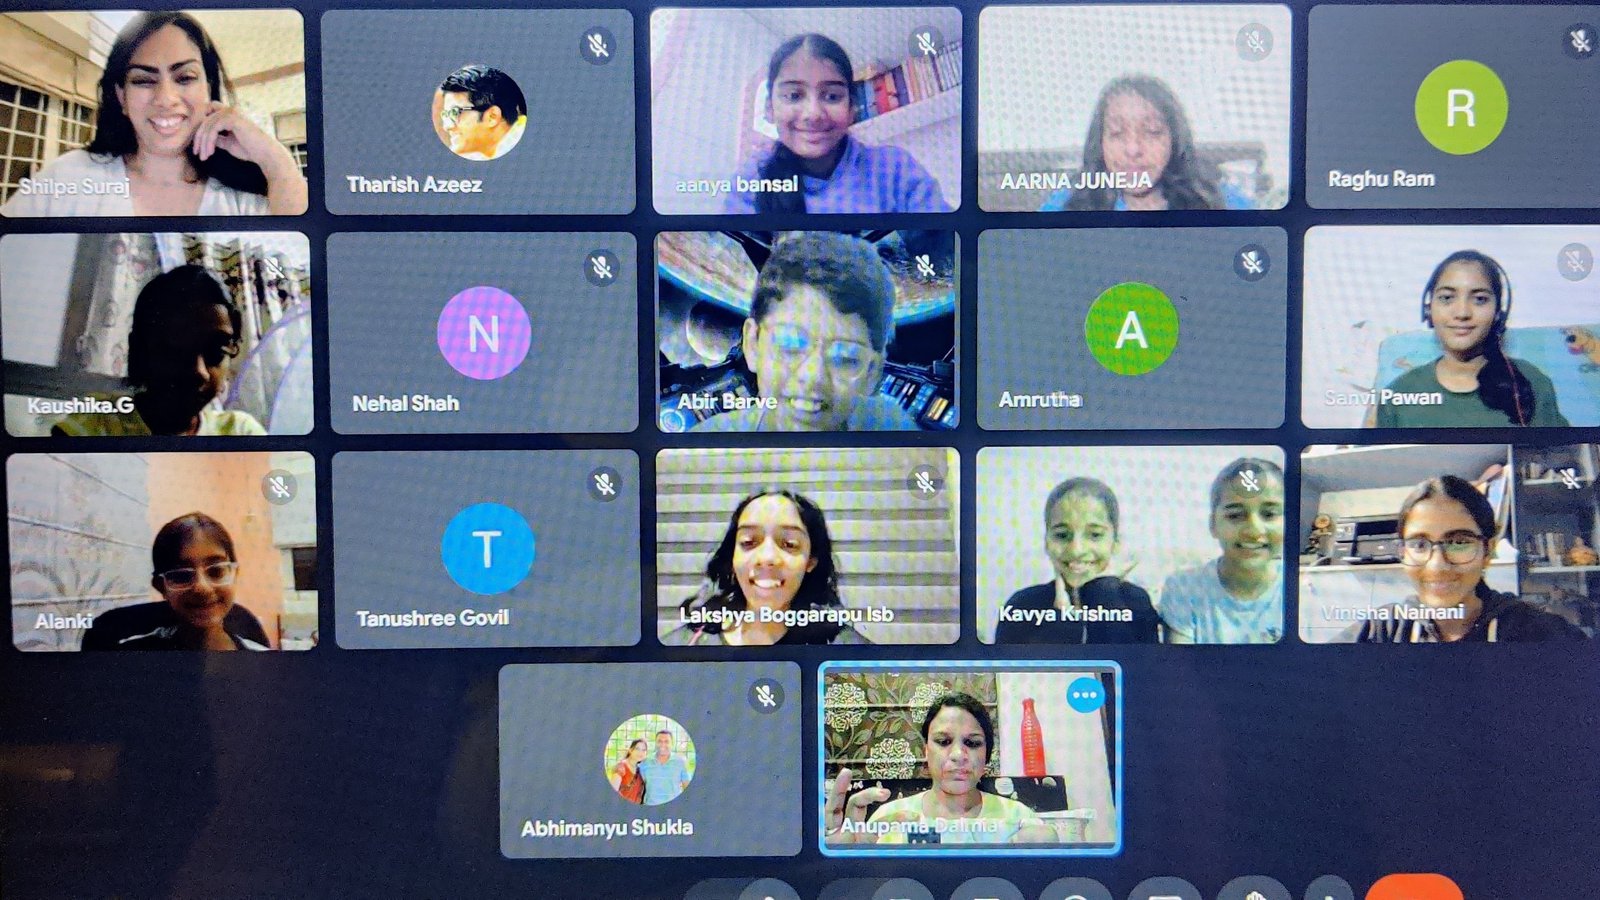 Shilpa Suraj
Tharish Azeez
aanya bansal
AARNA JUNEJA
R
Raghu Ram
Kaushika.G
N
Nehal Shah
Abir Barve
A
Amrutha
Sanvi Pawan
Alanki
T
Tanushree Govil
Lakshya Boggarapu Isb
Kavya Krishna
Vinisha Nainani
Abhimanyu Shukla
Anupama Dalmia